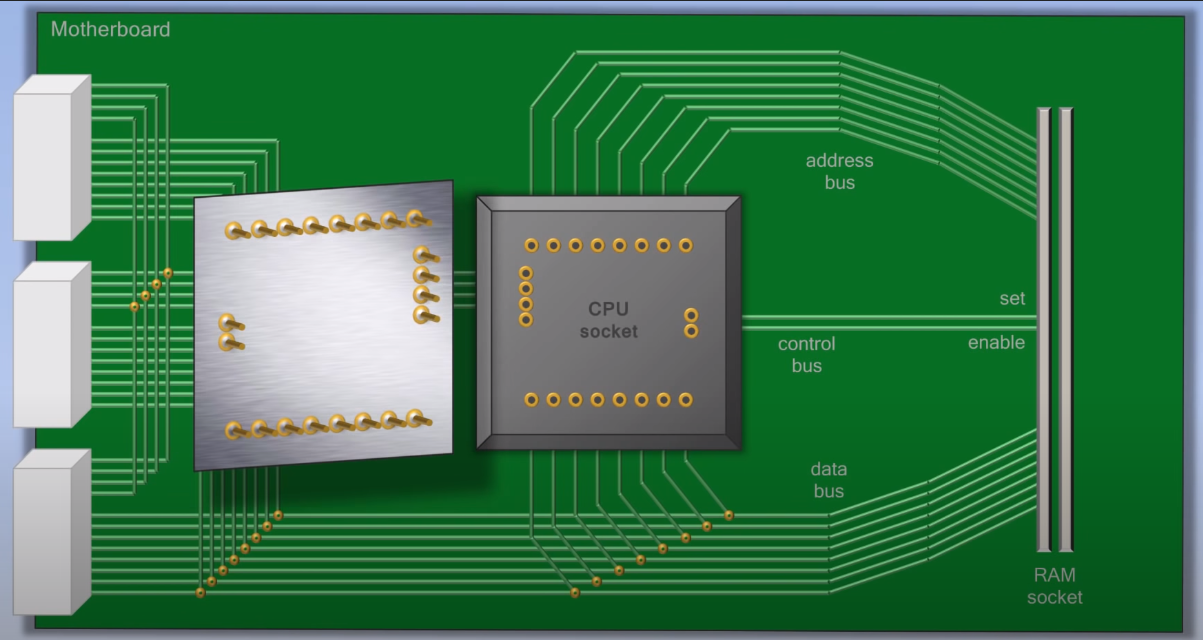 Motherboard
address
bus
CPU
socket
set
control
bus
enable
data
bus
RAM
socket